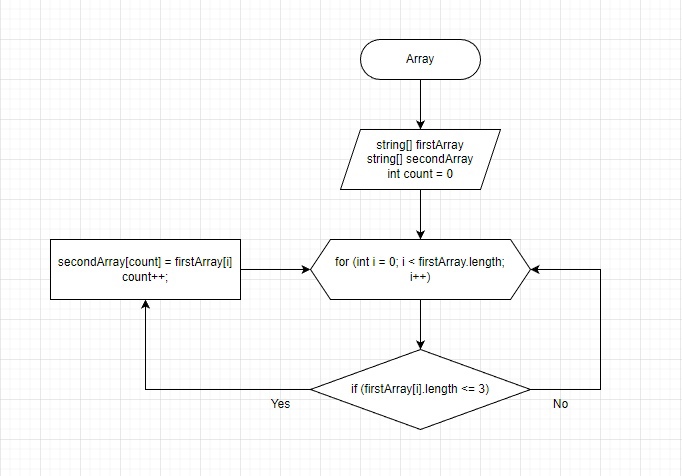 Array
string[] firstArray
string[] secondArray
int count = 0
for (int i = 0; i < firstArray.length;
i++)
secondArray[count] = firstArray[i]
count++;
if (firstArray[i].length <= 3)
Yes
No